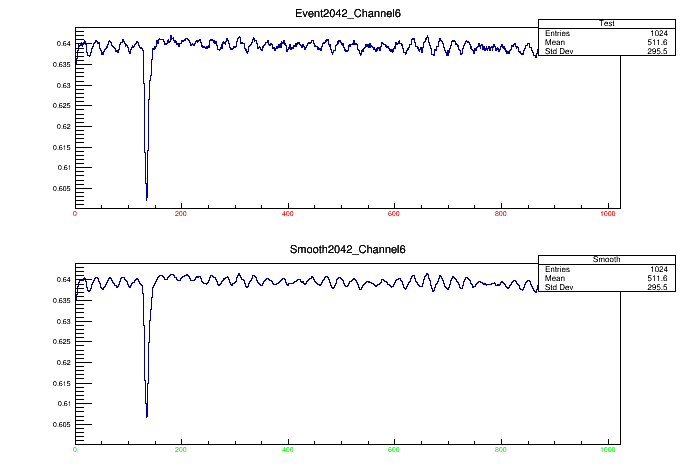 Event2042_Channel6
Test
Entries 1024
Mean 511.6
Std Dev 295.5
0.64
0.635
0.63
0.625
0.62
0.615
0.61
0.605
0 200 400 600 800 1000
Smooth2042_Channel6
Smooth
Entries 1024
Mean 511.6
Std Dev 295.5
0.64
0.635
0.63
0.625
0.62
0.615
0.61
0.605
0 200 400 600 800 1000